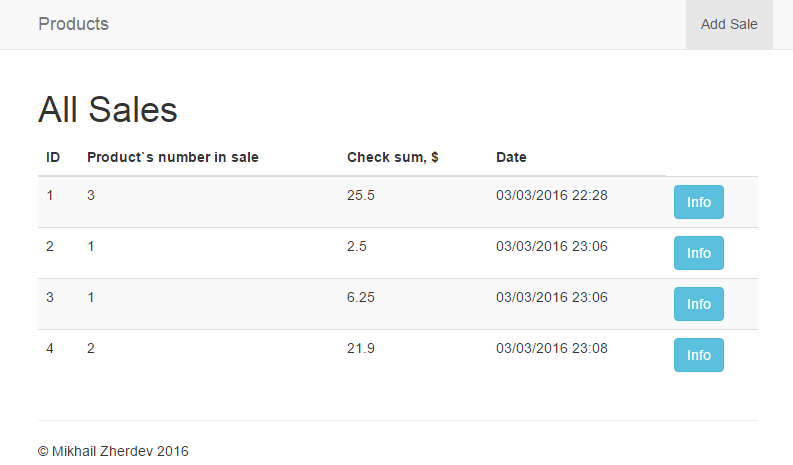 Products Add Sale
All Sales
ID Product`s number in sale Check sum, $ Date
1 3 25.5 03/03/2016 22:28 Info
2 1 2.5 03/03/2016 23:06 Info
3 1 6.25 03/03/2016 23:06 Info
4 2 21.9 03/03/2016 23:08 Info
© Mikhail Zherdev 2016